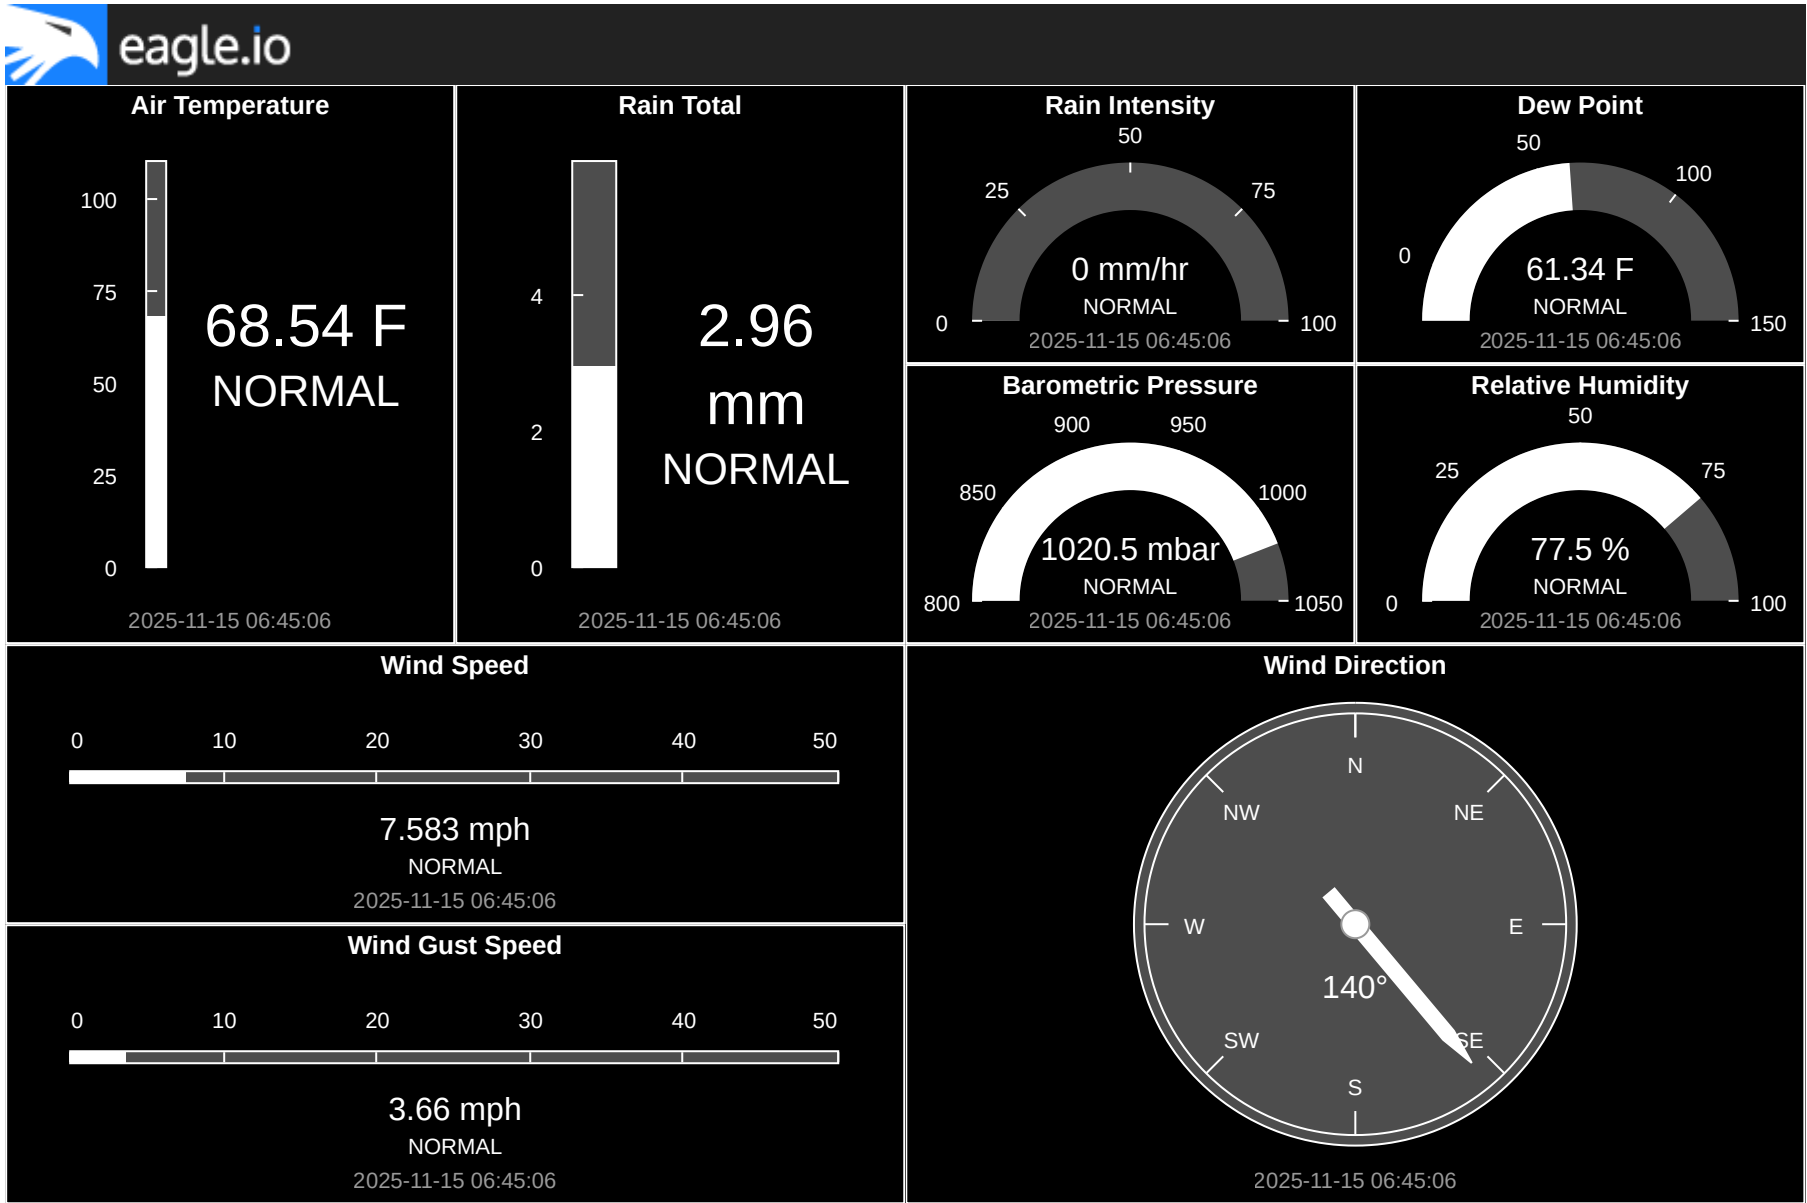 eagle.io
Air Temperature
100
75
50
25
0
68.54 F
NORMAL
2025-11-15 06:45:06
Rain Total
4
2
0
2.96
mm
NORMAL
2025-11-15 06:45:06
Rain Intensity
50
25
75
0
100
0 mm/hr
NORMAL
2025-11-15 06:45:06
Dew Point
50
100
0
150
61.34 F
NORMAL
2025-11-15 06:45:06
Barometric Pressure
900
950
850
1000
800
1050
1020.5 mbar
NORMAL
2025-11-15 06:45:06
Relative Humidity
50
25
75
0
100
77.5 %
NORMAL
2025-11-15 06:45:06
Wind Speed
0 10 20 30 40 50
7.583 mph
NORMAL
2025-11-15 06:45:06
Wind Gust Speed
0 10 20 30 40 50
3.66 mph
NORMAL
2025-11-15 06:45:06
Wind Direction
N
NW
NE
W
E
140°
SW
SE
S
2025-11-15 06:45:06